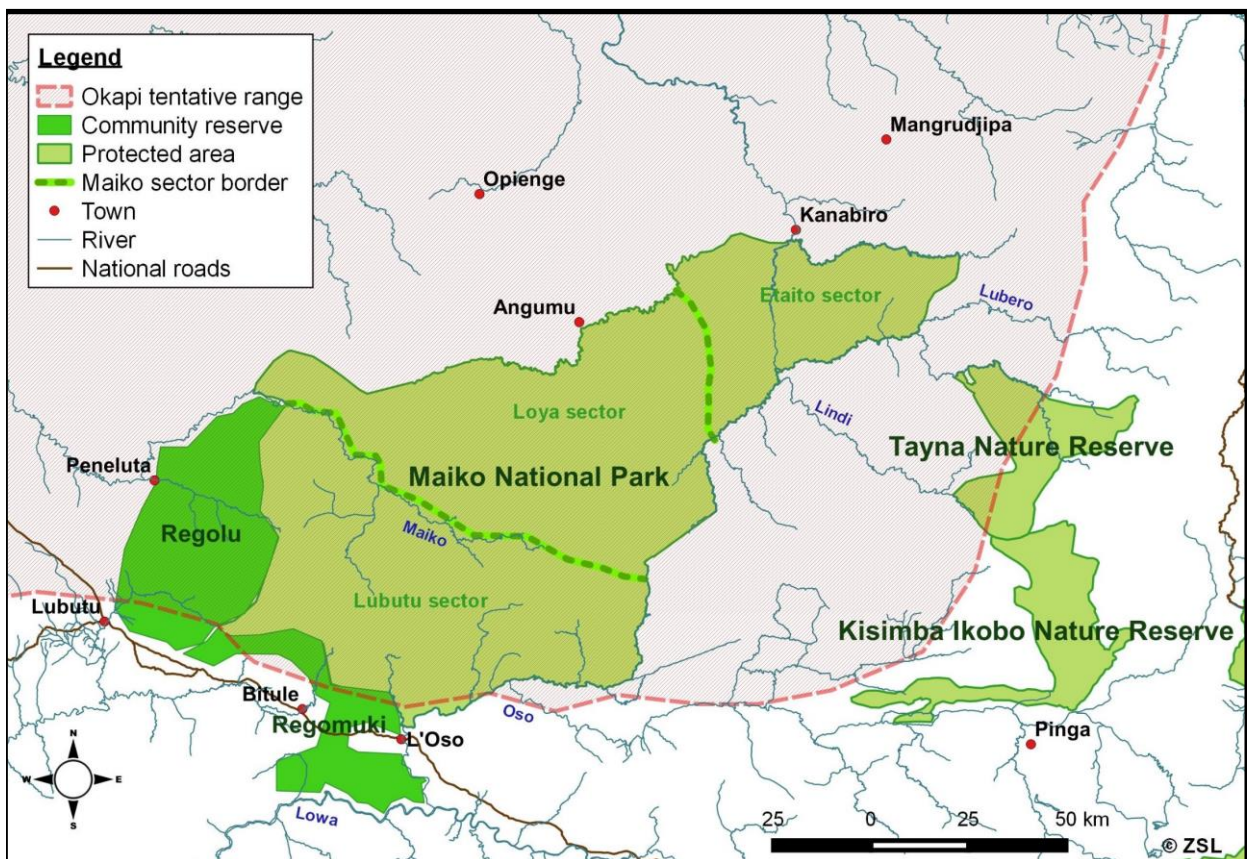 Legend
Okapi tentative range
Community reserve
Protected area
Maiko sector border
Town
River
National roads
Mangrudjipa
Opienge
Kanabiro
Etaito sector
Lubero
Angumu
Loya sector
Lindi
Tayna Nature Reserve
Peneluta
Maiko National Park
Regolu
Maiko
Lubutu sector
Lubutu
Kisimba Ikobo Nature Reserve
Bitule
Oso
Regomuki
L'Oso
Pinga
N
W E
S
Lowa
25 0 25 50 km
© ZSL